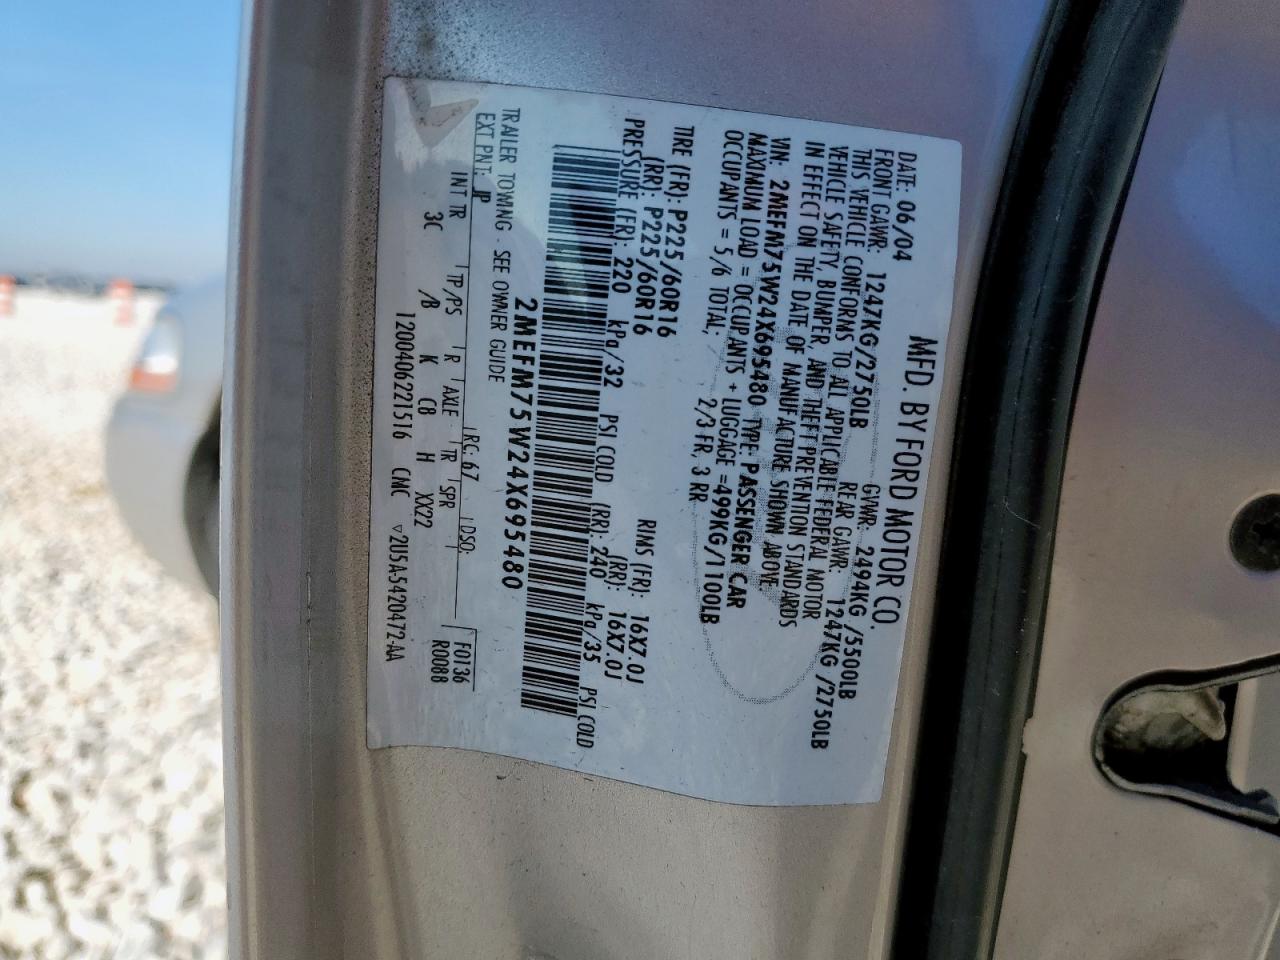 MFD. BY FORD MOTOR CO.
DATE: 06/04 GVWR: 2494KG /5500LB
FRONT GAWR: 1247KG/2750LB REAR GAWR: 1247KG /2750LB
THIS VEHICLE CONFORMS TO ALL APPLICABLE FEDERAL MOTOR
VEHICLE SAFETY, BUMPER, AND THEFT PREVENTION STANDARDS
IN EFFECT ON THE DATE OF MANUFACTURE SHOWN ABOVE
VIN: 2MEFM75W24X695480 TYPE: PASSENGER CAR
MAXIMUM LOAD = OCCUPANTS + LUGGAGE =499KG/1100LB
OCCUPANTS = 5/6 TOTAL, 2/3 FR, 3 RR
TIRE (FR): P225/60R16 RIMS (FR): 16X7.0J
(RR): P225/60R16 (RR): 16X7.0J
PRESSURE (FR): 220 kPa/32 PSI COLD (RR): 240 kPa/35 PSI COLD
2MEFM75W24X695480
TRAILER TOWING - SEE OWNER GUIDE
EXT PNT: JP RC: 67 DSO: F0136
INT TR TP/PS R AXLE TR SPR R0088
3C /B K C8 H XX22
1200406221516 CMC ▽2U5A5420472-AA